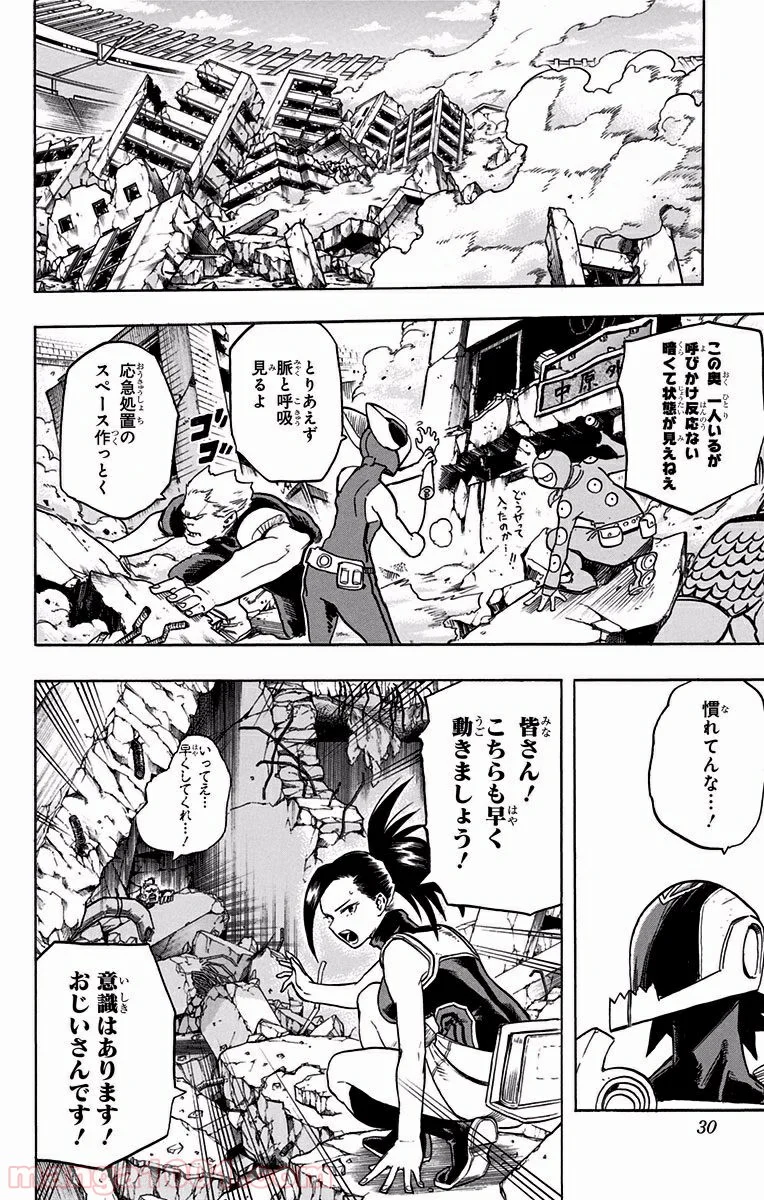 この奥 一人いるが
呼びかけ反応ない
暗くて状態が見えねえ
中原外
どうやって
入ったのか…!!
とりあえず
脈と呼吸
見るよ
応急処置の
スペース作っとく
ゴゴゴ
慣れてんな…!
皆さん!
こちらも早く
動きましょう!
いってえ…
早くしてくれ…!
意識はあります!
おじいさんです!
30